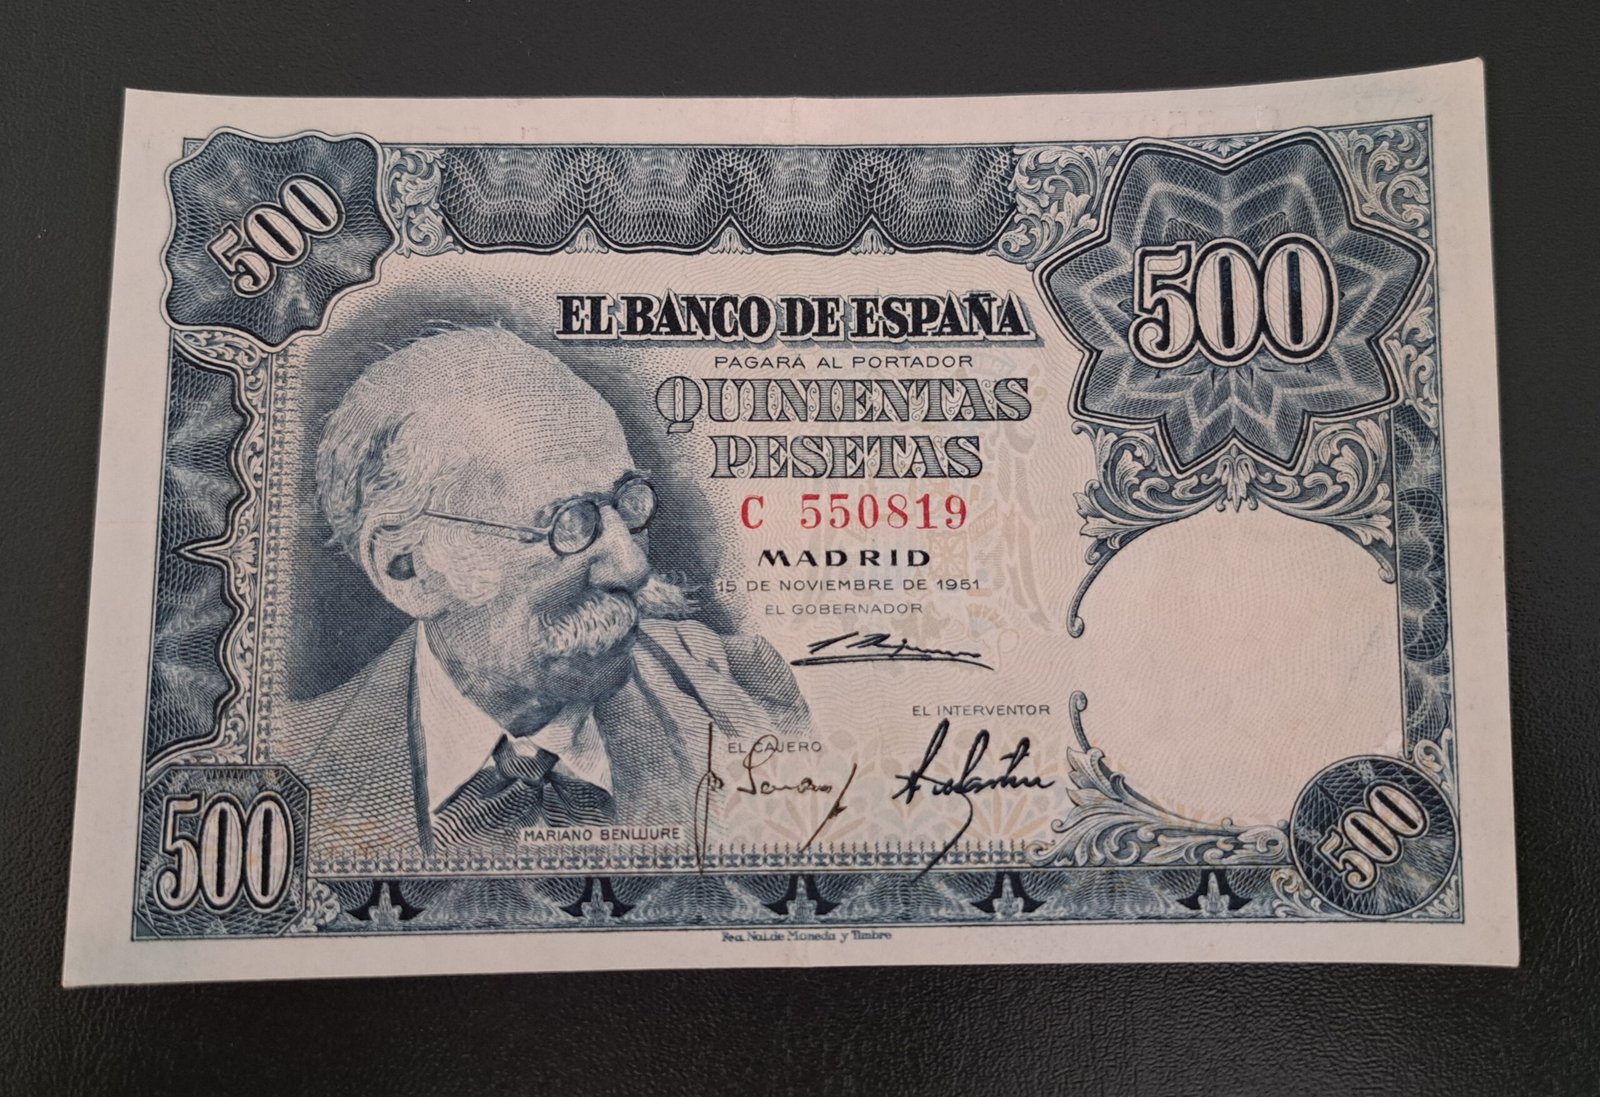 500
500
EL BANCO DE ESPAÑA
PAGARÁ AL PORTADOR
QUINIENTAS
PESETAS
C 550819
MADRID
15 DE NOVIEMBRE DE 1951
EL GOBERNADOR
EL INTERVENTOR
EL CAJERO
MARIANO BENLLIURE
500
500
Fca. Nal. de Moneda y Timbre